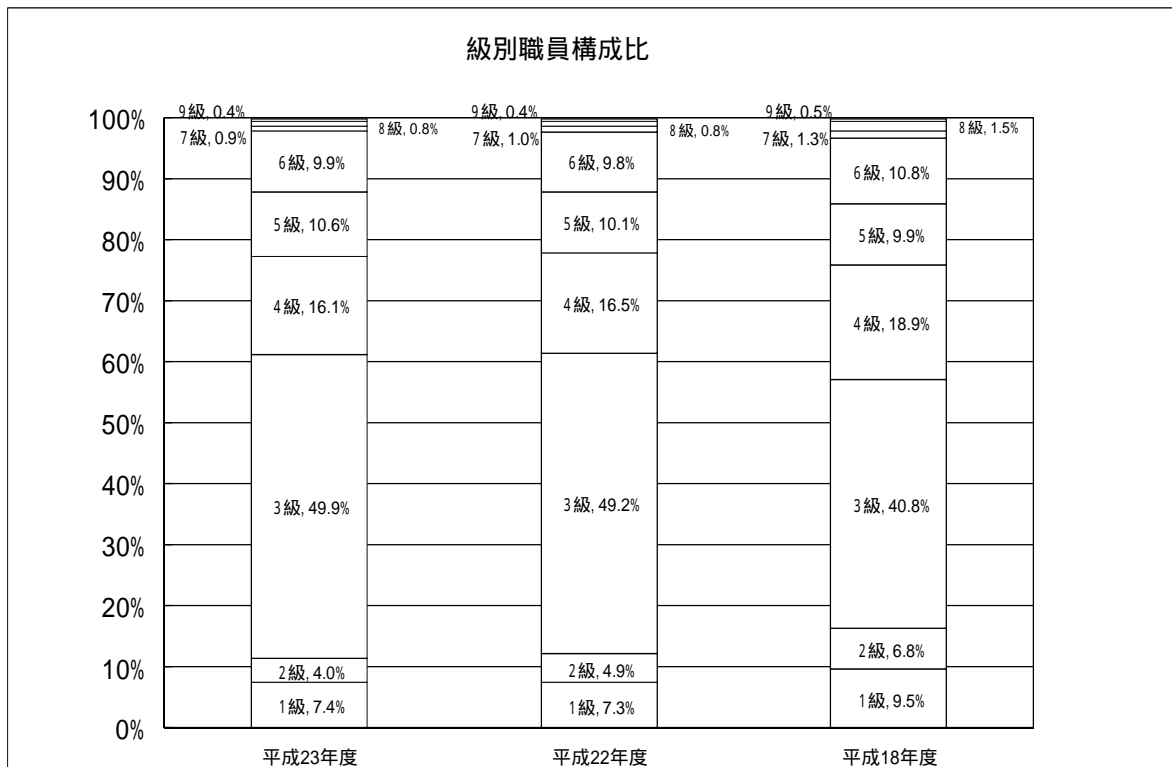 級別職員構成比
100%
90%
80%
70%
60%
50%
40%
30%
20%
10%
0%
9級, 0.4%
8級, 0.8%
7級, 0.9%
6級, 9.9%
5級, 10.6%
4級, 16.1%
3級, 49.9%
2級, 4.0%
1級, 7.4%
平成23年度
9級, 0.4%
8級, 0.8%
7級, 1.0%
6級, 9.8%
5級, 10.1%
4級, 16.5%
3級, 49.2%
2級, 4.9%
1級, 7.3%
平成22年度
9級, 0.5%
8級, 1.5%
7級, 1.3%
6級, 10.8%
5級, 9.9%
4級, 18.9%
3級, 40.8%
2級, 6.8%
1級, 9.5%
平成18年度